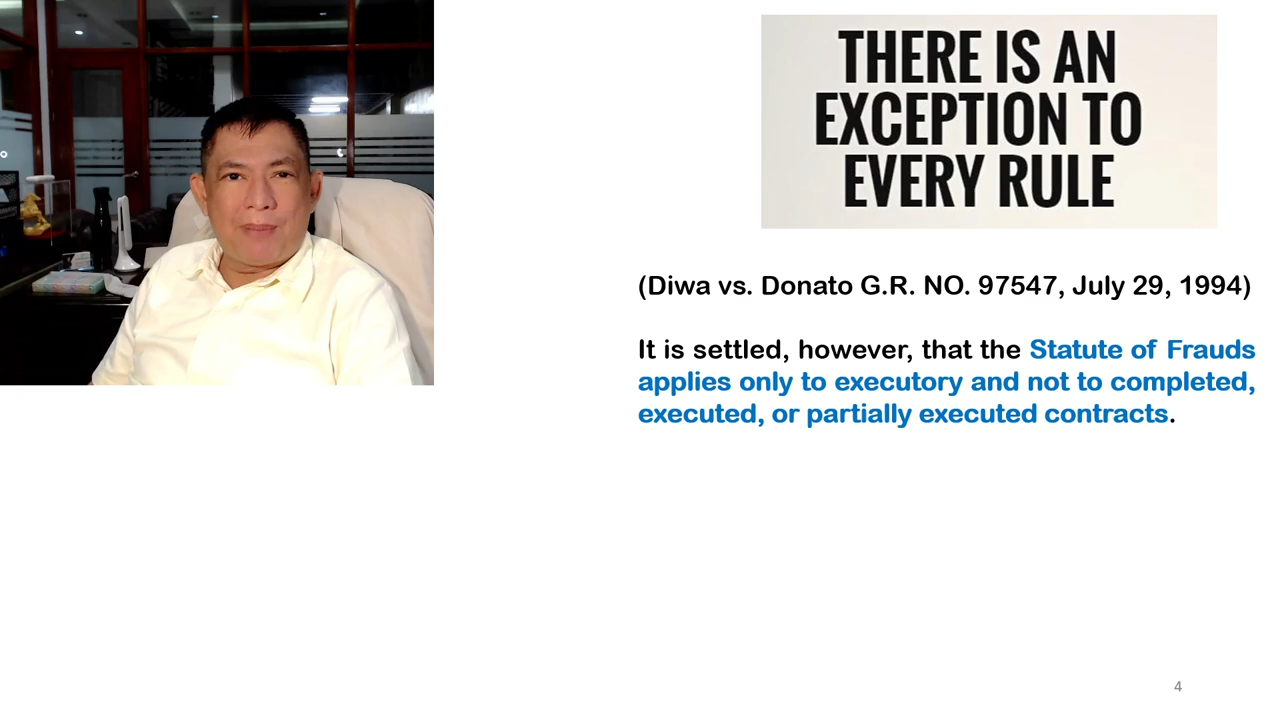 THERE IS AN
EXCEPTION TO
EVERY RULE
(Diwa vs. Donato G.R. NO. 97547, July 29, 1994)
It is settled, however, that the Statute of Frauds
applies only to executory and not to completed,
executed, or partially executed contracts.
4